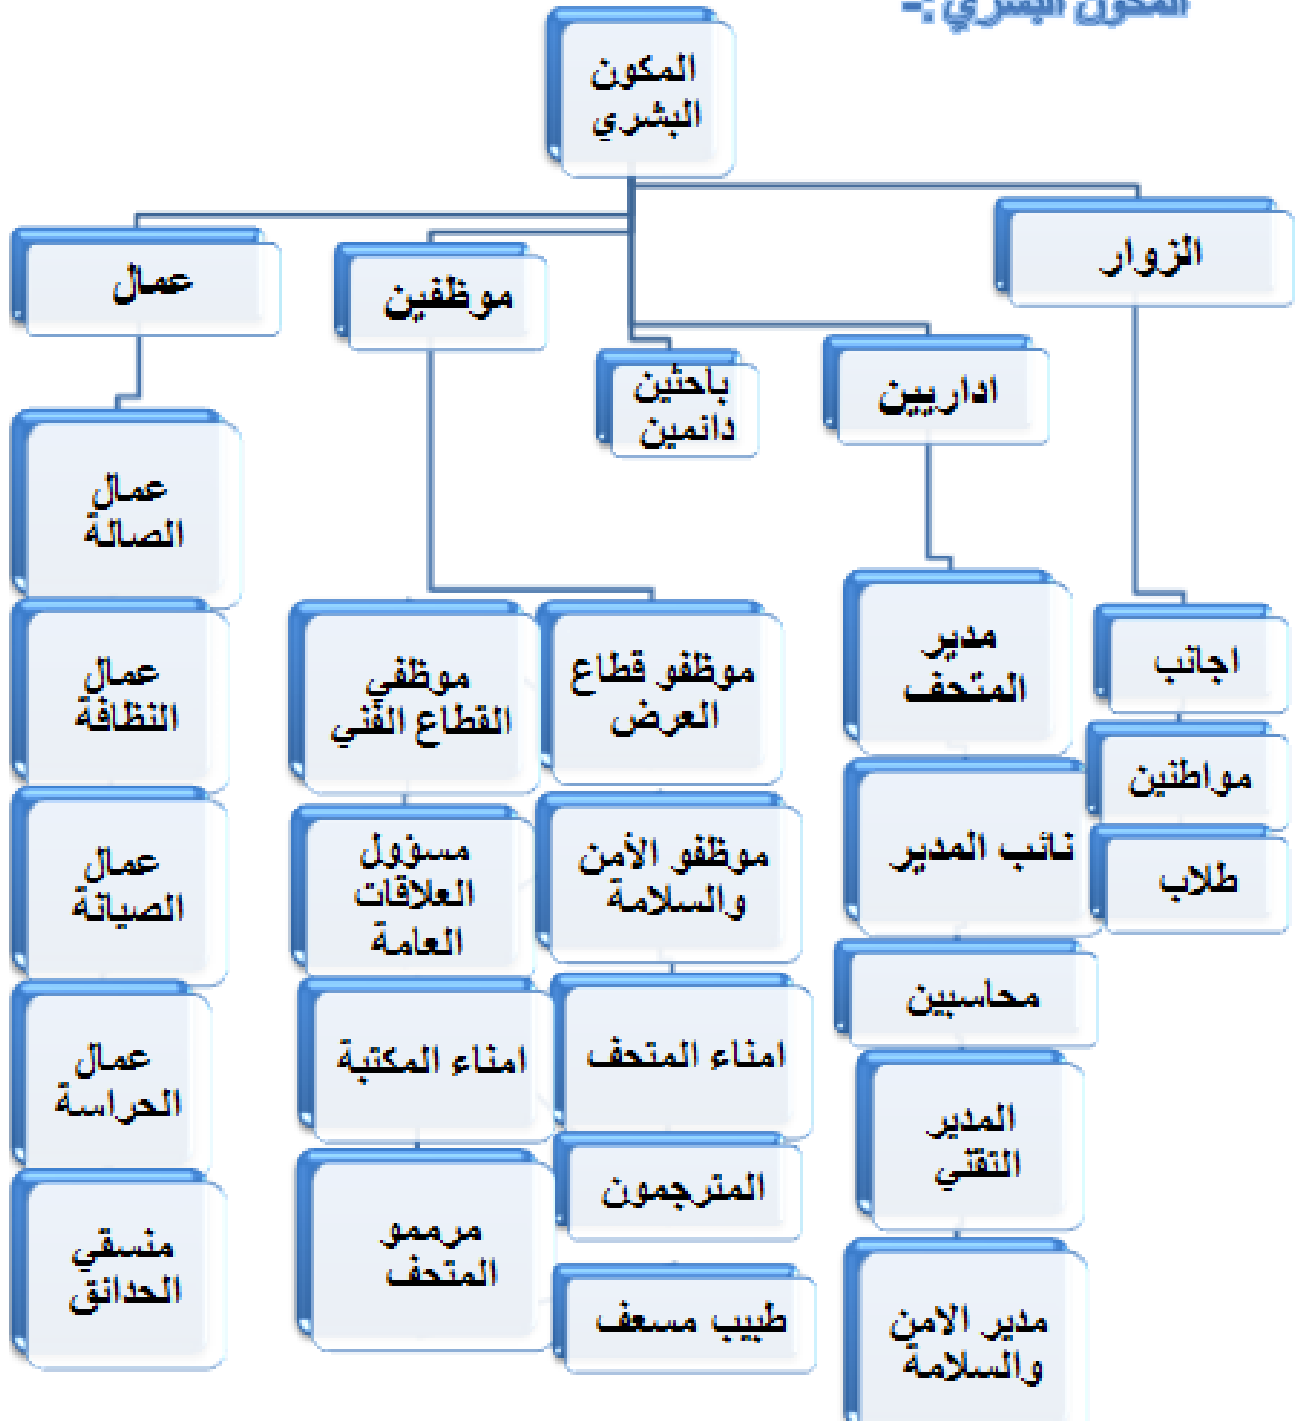 المكون البشري :-
المكون
البشري
الزوار
اداريين
باحثين
دائمين
موظفين
عمال
اجانب
مواطنين
طلاب
مدير
المتحف
نائب المدير
محاسبين
المدير
التقني
مدير الامن
والسلامة
موظفو قطاع
العرض
موظفو الأمن
والسلامة
امناء المتحف
المترجمون
طبيب مسعف
موظفي
القطاع الفني
مسؤول
العلاقات
العامة
امناء المكتبة
مرممو
المتحف
عمال
الصالة
عمال
النظافة
عمال
الصيانة
عمال
الحراسة
منسقي
الحدائق